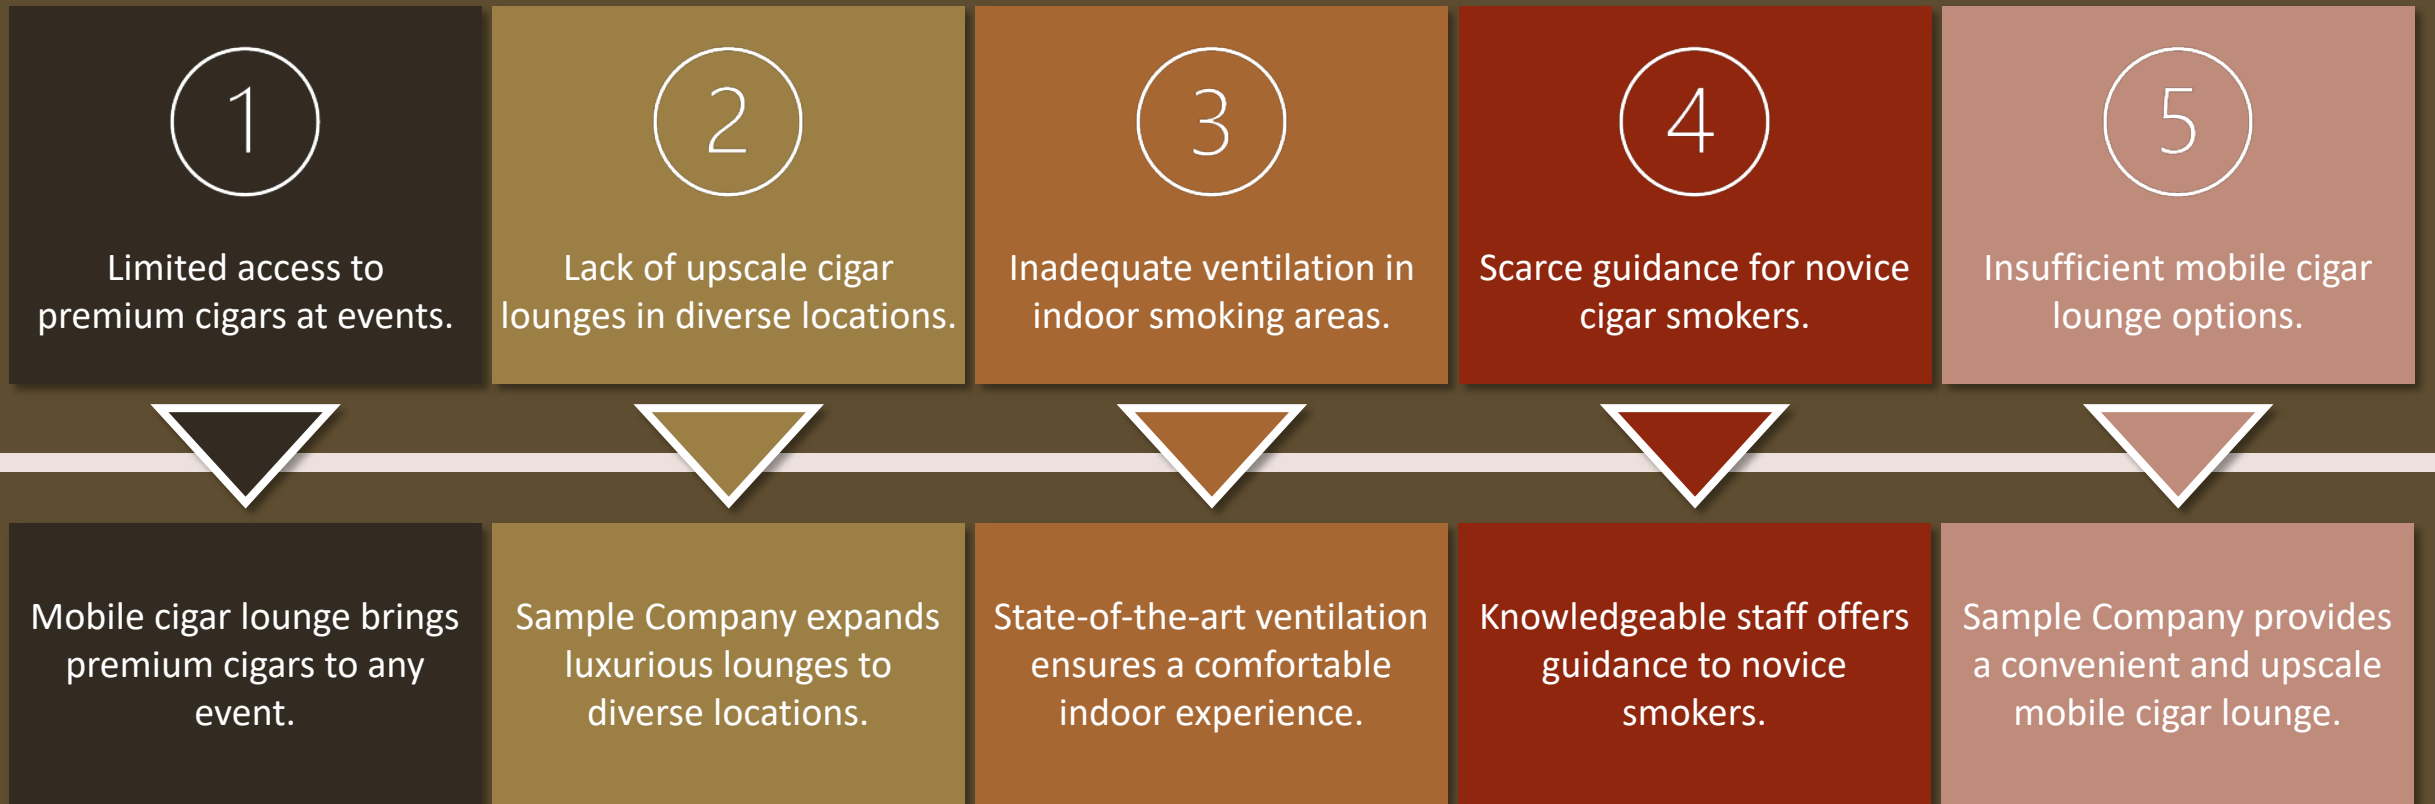 1
Limited access to
premium cigars at events.
2
Lack of upscale cigar
lounges in diverse locations.
3
Inadequate ventilation in
indoor smoking areas.
4
Scarce guidance for novice
cigar smokers.
5
Insufficient mobile cigar
lounge options.
Mobile cigar lounge brings
premium cigars to any
event.
Sample Company expands
luxurious lounges to
diverse locations.
State-of-the-art ventilation
ensures a comfortable
indoor experience.
Knowledgeable staff offers
guidance to novice
smokers.
Sample Company provides
a convenient and upscale
mobile cigar lounge.